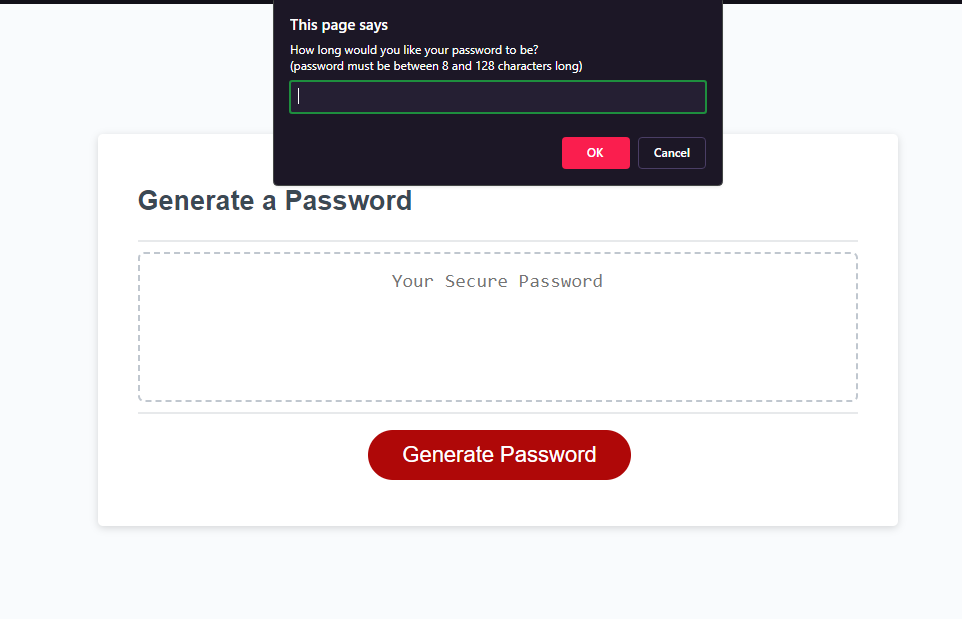 This page says
How long would you like your password to be?
(password must be between 8 and 128 characters long)
OK
Cancel
Generate a Password
Your Secure Password
Generate Password